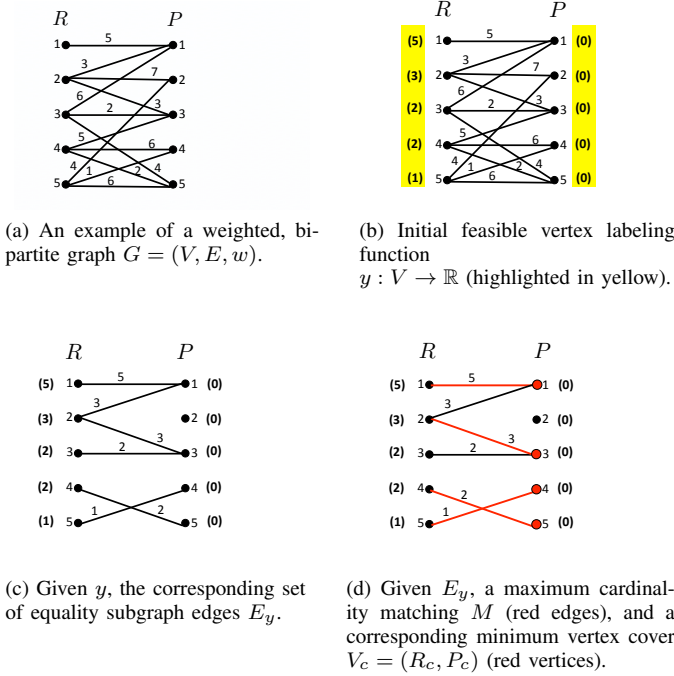 R P
1 5 1
3
2 7 2
6
3 2 3 3
5
4 6 4
4 1 2 4
5 6 5
(a) An example of a weighted, bi-
partite graph G = (V, E, w).
R P
(5) 1 5 1 (0)
3
(3) 2 7 2 (0)
6
(2) 3 2 3 3 (0)
5
(2) 4 6 4 (0)
4 1 2 4
(1) 5 6 5 (0)
(b) Initial feasible vertex labeling
function
y : V → ℝ (highlighted in yellow).
R P
(5) 1 5 1 (0)
3
(3) 2 2 (0)
3
(2) 3 2 3 (0)
(2) 4 4 (0)
1 2
(1) 5 5 (0)
(c) Given y, the corresponding set
of equality subgraph edges E_y.
R P
(5) 1 5 1 (0)
3
(3) 2 2 (0)
3
(2) 3 2 3 (0)
(2) 4 2 4 (0)
1
(1) 5 5 (0)
(d) Given E_y, a maximum cardinal-
ity matching M (red edges), and a
corresponding minimum vertex cover
V_c = (R_c, P_c) (red vertices).